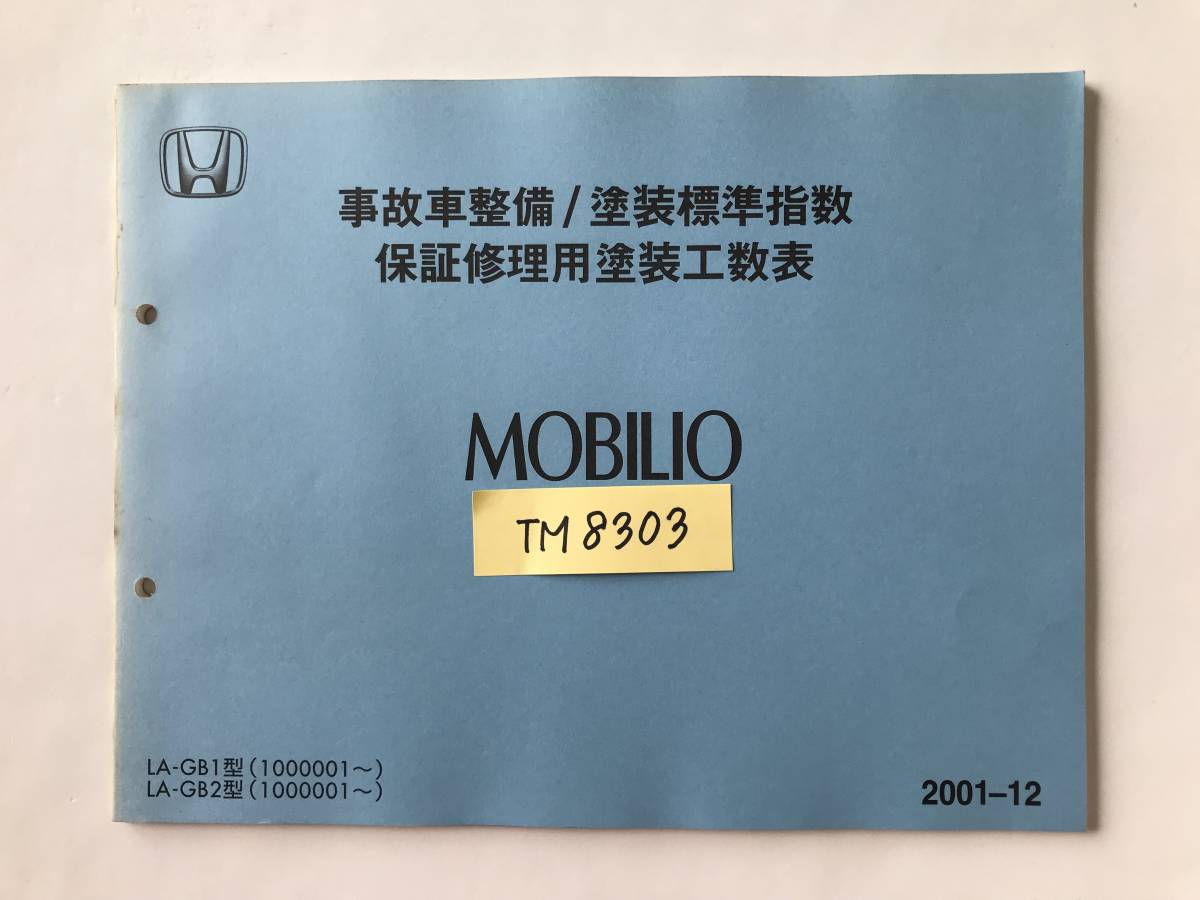 事故車整備/塗装標準指数
保証修理用塗装工数表
MOBILIO
TM 8303
LA-GB1型(1000001〜)
LA-GB2型(1000001〜)
2001-12